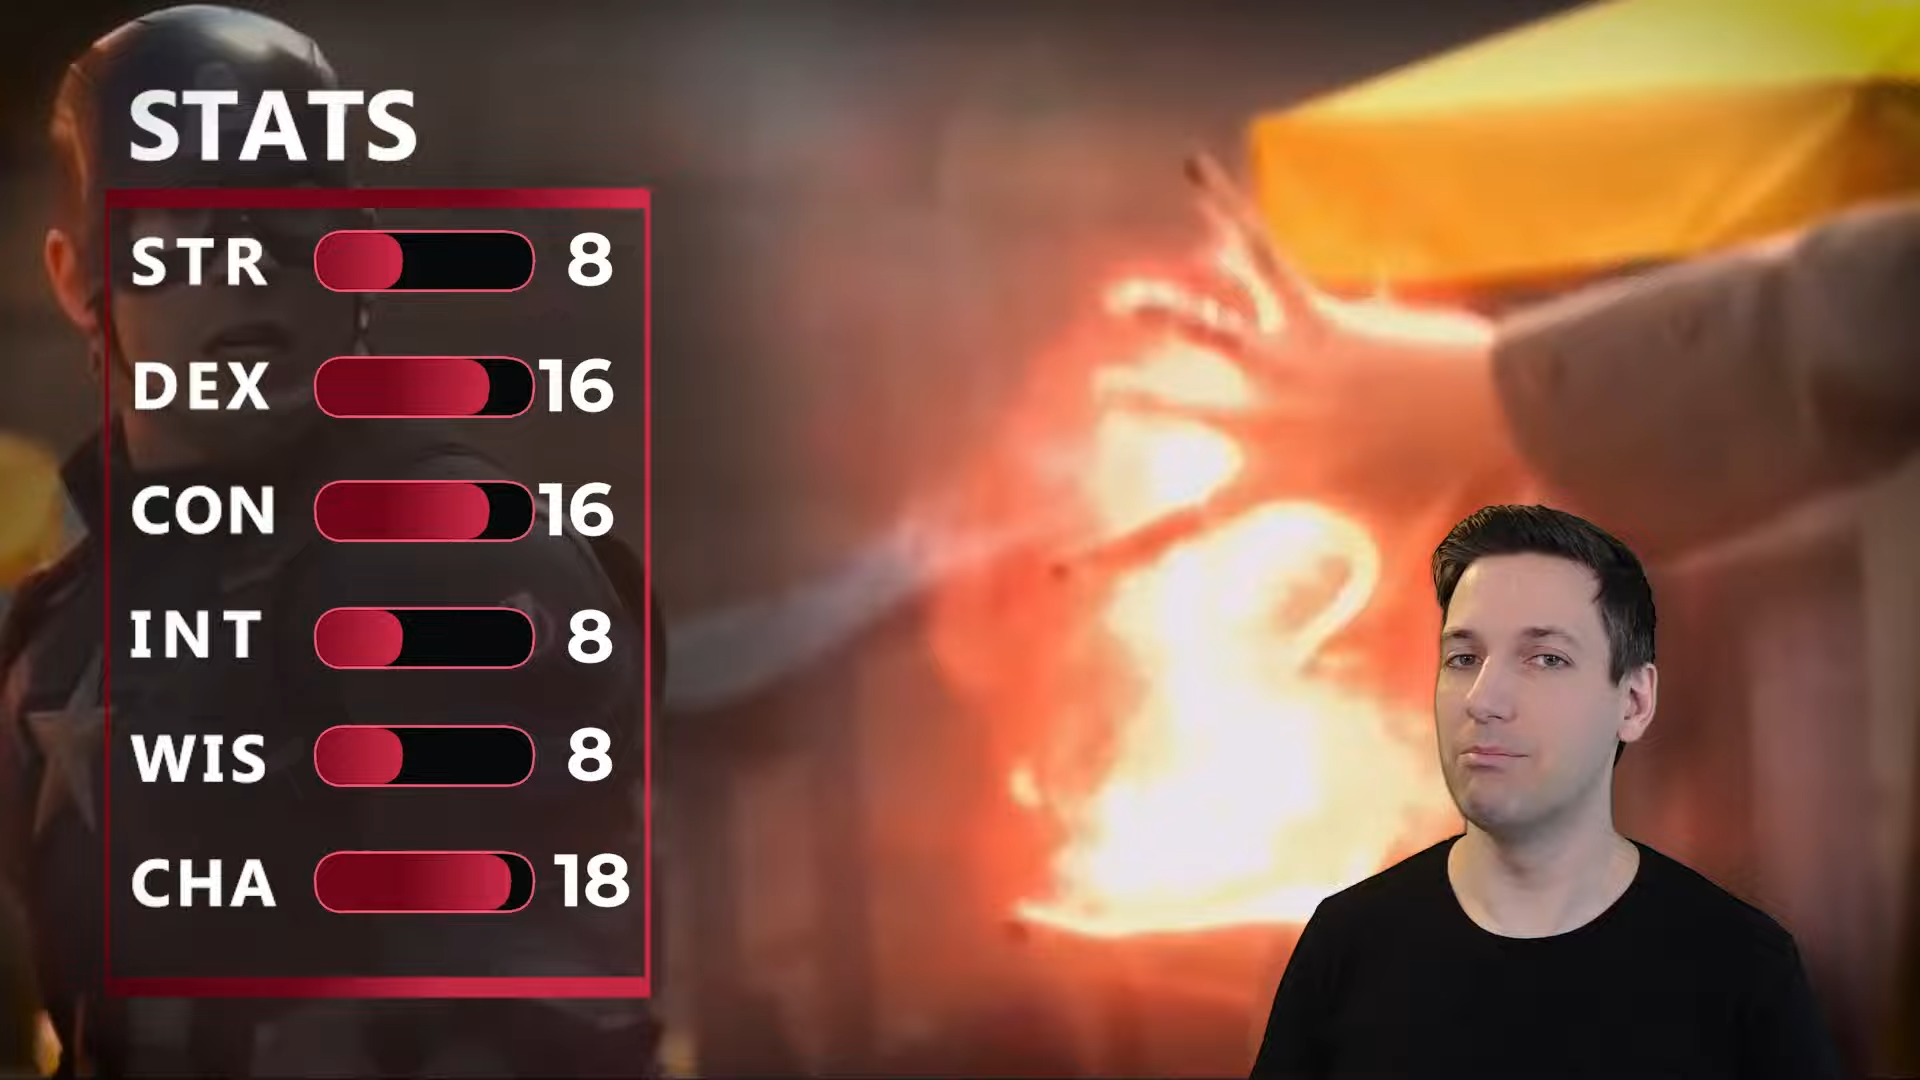 STATS
STR 8
DEX 16
CON 16
INT 8
WIS 8
CHA 18